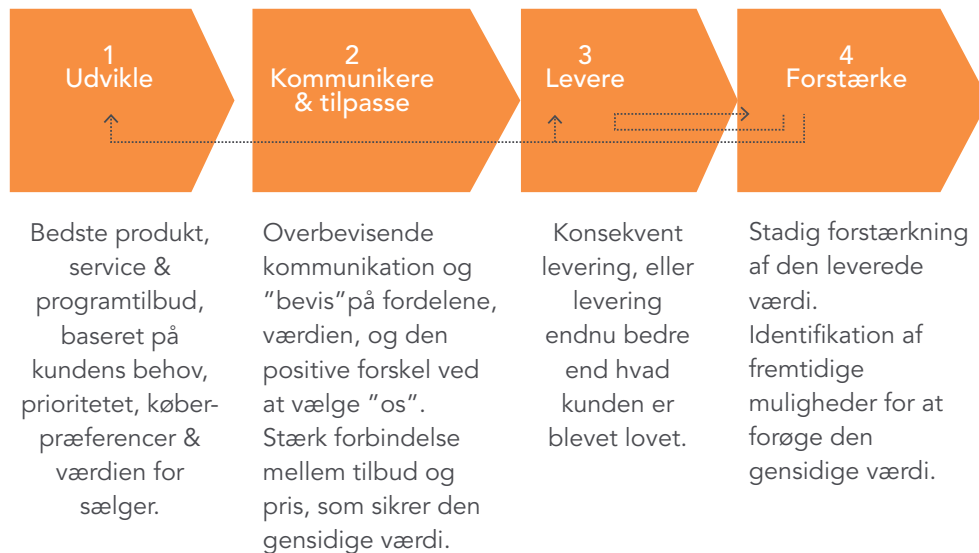 1
Udvikle
2
Kommunikere
& tilpasse
3
Levere
4
Forstærke
Bedste produkt,
service &
programtilbud,
baseret på
kundens behov,
prioritetet, køber-
præferencer &
værdien for
sælger.
Overbevisende
kommunikation og
”bevis”på fordelene,
værdien, og den
positive forskel ved
at vælge ”os”.
Stærk forbindelse
mellem tilbud og
pris, som sikrer den
gensidige værdi.
Konsekvent
levering, eller
levering
endnu bedre
end hvad
kunden er
blevet lovet.
Stadig forstærkning
af den leverede
værdi.
Identifikation af
fremtidige
muligheder for at
forøge den
gensidige værdi.